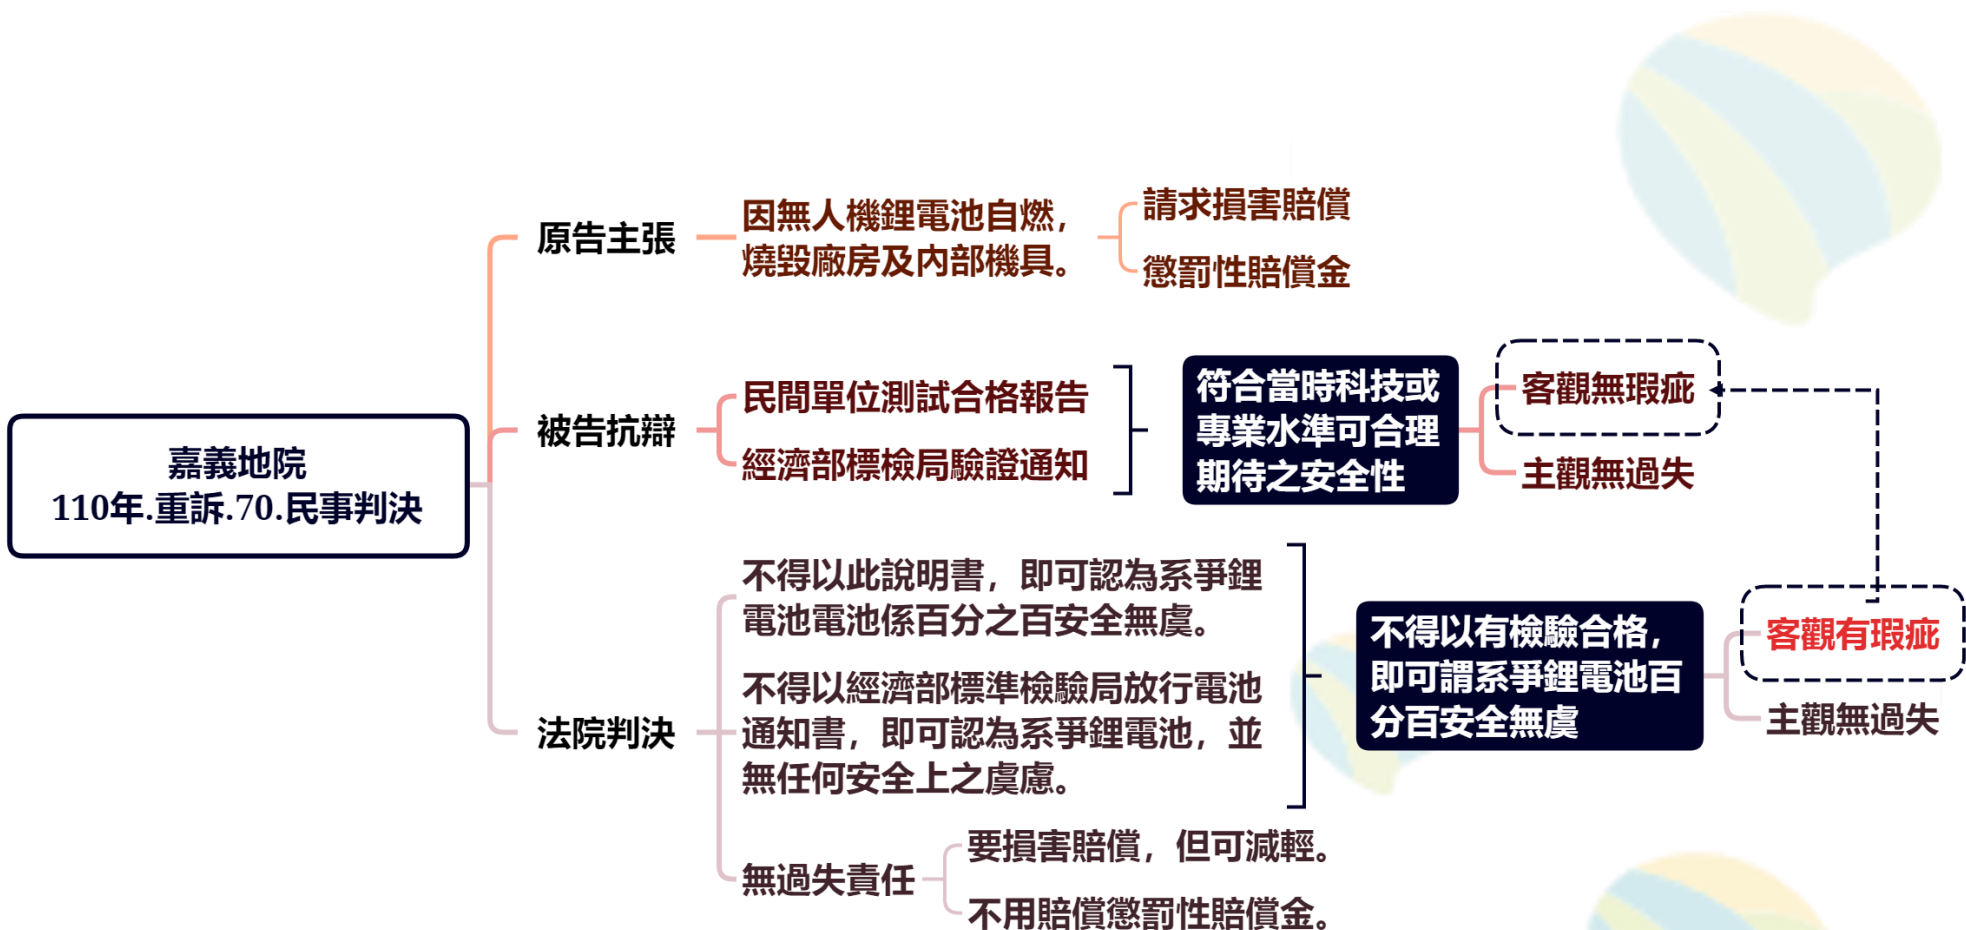 嘉義地院
110年.重訴.70.民事判決
原告主張
因無人機鋰電池自燃，
燒毀廠房及內部機具。
請求損害賠償
懲罰性賠償金
被告抗辯
民間單位測試合格報告
經濟部標檢局驗證通知
符合當時科技或
專業水準可合理
期待之安全性
客觀無瑕疵
主觀無過失
法院判決
不得以此說明書，即可認為系爭鋰
電池電池係百分之百安全無虞。
不得以經濟部標準檢驗局放行電池
通知書，即可認為系爭鋰電池，並
無任何安全上之虞慮。
不得以有檢驗合格，
即可謂系爭鋰電池百
分百安全無虞
客觀有瑕疵
主觀無過失
無過失責任
要損害賠償，但可減輕。
不用賠償懲罰性賠償金。